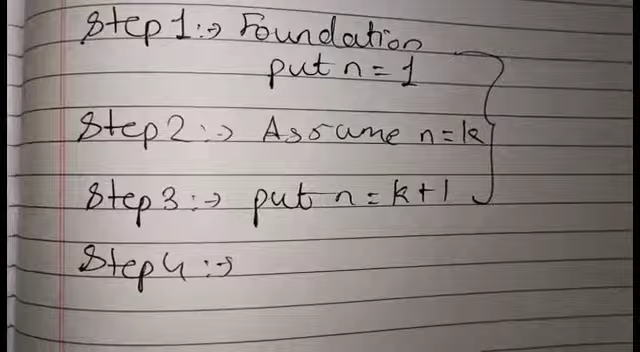 Step 1 :→ Foundation
put n = 1
Step 2 :→ Assume n = k
Step 3 :→ put n = k + 1
Step 4 :→